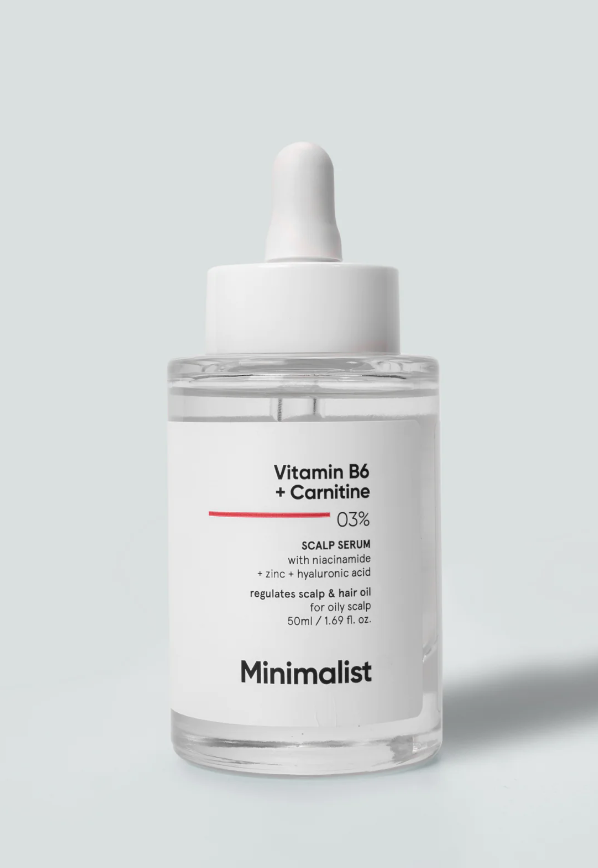 Vitamin B6
+ Carnitine
03%
SCALP SERUM
with niacinamide
+ zinc + hyaluronic acid
regulates scalp & hair oil
for oily scalp
50ml / 1.69 fl. oz.
Minimalist